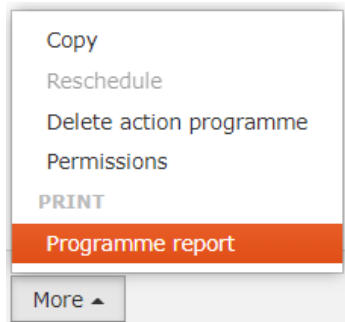 Copy
Reschedule
Delete action programme
Permissions
PRINT
Programme report
More ▲